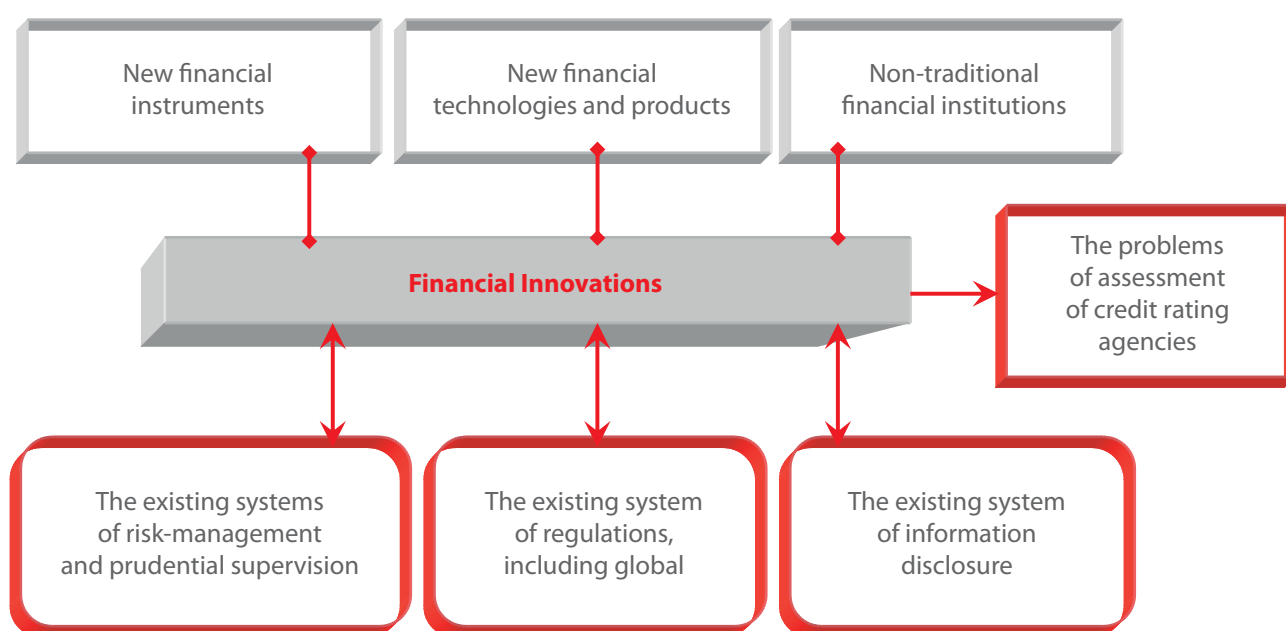 New financial
instruments
New financial
technologies and products
Non-traditional
financial institutions
Financial Innovations
The problems
of assessment
of credit rating
agencies
The existing systems
of risk-management
and prudential supervision
The existing system
of regulations,
including global
The existing system
of information
disclosure